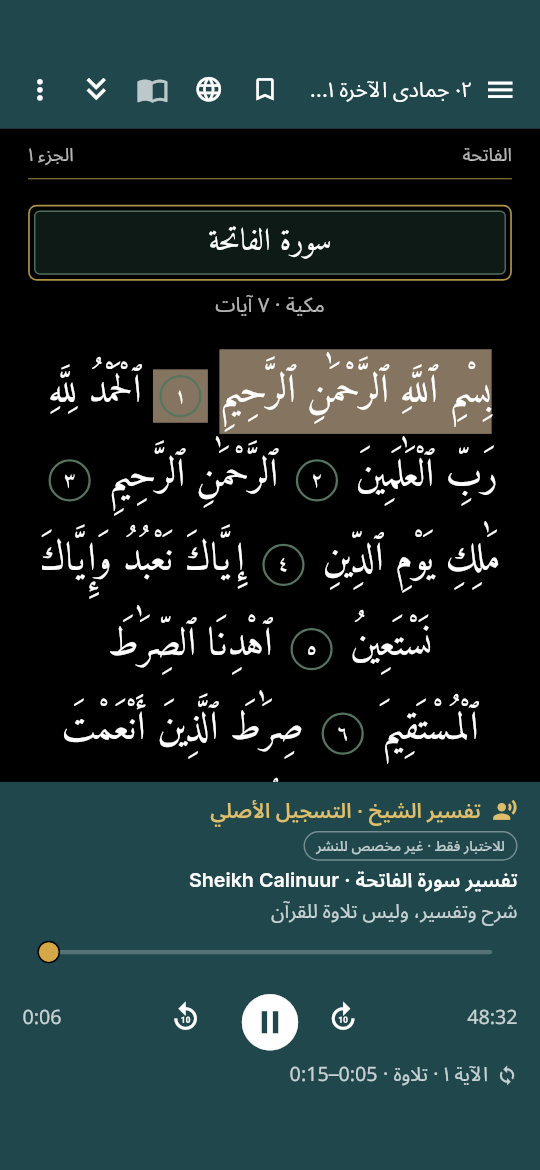 ٠٢ جمادى الآخرة ١...
الفاتحة
الجزء ١
سورة الفاتحة
مكية · ٧ آيات
بِسْمِ ٱللَّهِ ٱلرَّحْمَٰنِ ٱلرَّحِيمِ ١ ٱلْحَمْدُ لِلَّهِ
رَبِّ ٱلْعَٰلَمِينَ ٢ ٱلرَّحْمَٰنِ ٱلرَّحِيمِ ٣
مَٰلِكِ يَوْمِ ٱلدِّينِ ٤ إِيَّاكَ نَعْبُدُ وَإِيَّاكَ
نَسْتَعِينُ ٥ ٱهْدِنَا ٱلصِّرَٰطَ
ٱلْمُسْتَقِيمَ ٦ صِرَٰطَ ٱلَّذِينَ أَنْعَمْتَ
تفسير الشيخ · التسجيل الأصلي
للاختبار فقط · غير مخصص للنشر
تفسير سورة الفاتحة · Sheikh Calinuur
شرح وتفسير، وليس تلاوة للقرآن
0:06
10
10
48:32
الآية ١ · تلاوة · 0:05–0:15